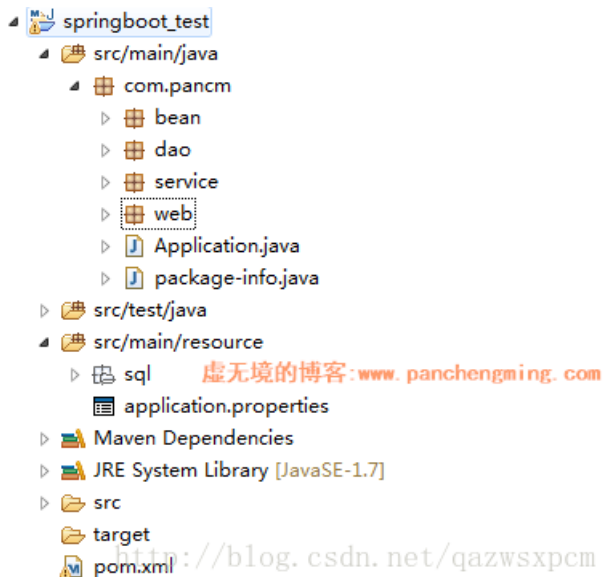 springboot_test
src/main/java
com.pancm
bean
dao
service
web
Application.java
package-info.java
src/test/java
src/main/resource
sql 虚无境的博客:www.panchengming.com
application.properties
Maven Dependencies
JRE System Library [JavaSE-1.7]
src
target
http://blog.csdn.net/qazwsxpcm
pom.xml